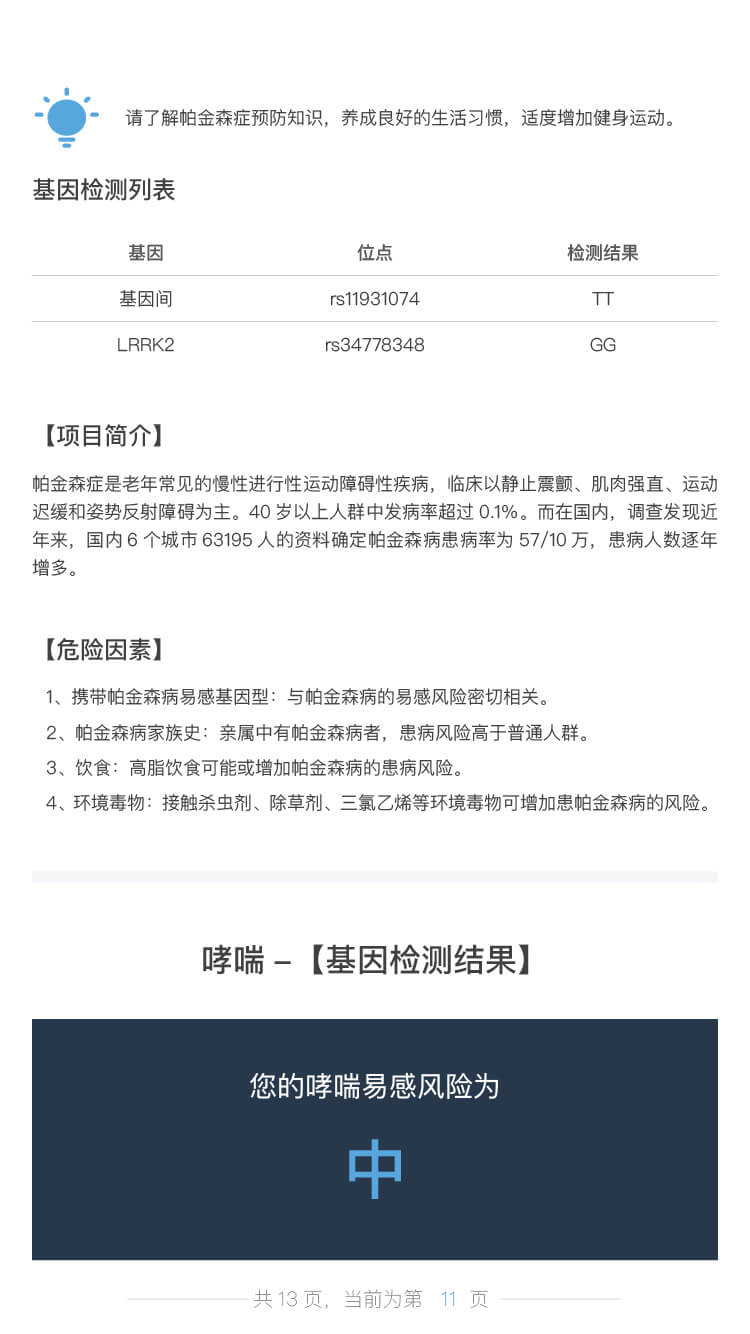 请了解帕金森症预防知识，养成良好的生活习惯，适度增加健身运动。
基因检测列表
基因 位点 检测结果
基因间 rs11931074 TT
LRRK2 rs34778348 GG
【项目简介】
帕金森症是老年常见的慢性进行性运动障碍性疾病，临床以静止震颤、肌肉强直、运动
迟缓和姿势反射障碍为主。40 岁以上人群中发病率超过 0.1%。而在国内，调查发现近
年来，国内 6 个城市 63195 人的资料确定帕金森病患病率为 57/10 万，患病人数逐年
增多。
【危险因素】
1、携带帕金森病易感基因型：与帕金森病的易感风险密切相关。
2、帕金森病家族史：亲属中有帕金森病者，患病风险高于普通人群。
3、饮食：高脂饮食可能或增加帕金森病的患病风险。
4、环境毒物：接触杀虫剂、除草剂、三氯乙烯等环境毒物可增加患帕金森病的风险。
哮喘 –【基因检测结果】
您的哮喘易感风险为
中
共 13 页，当前为第 11 页